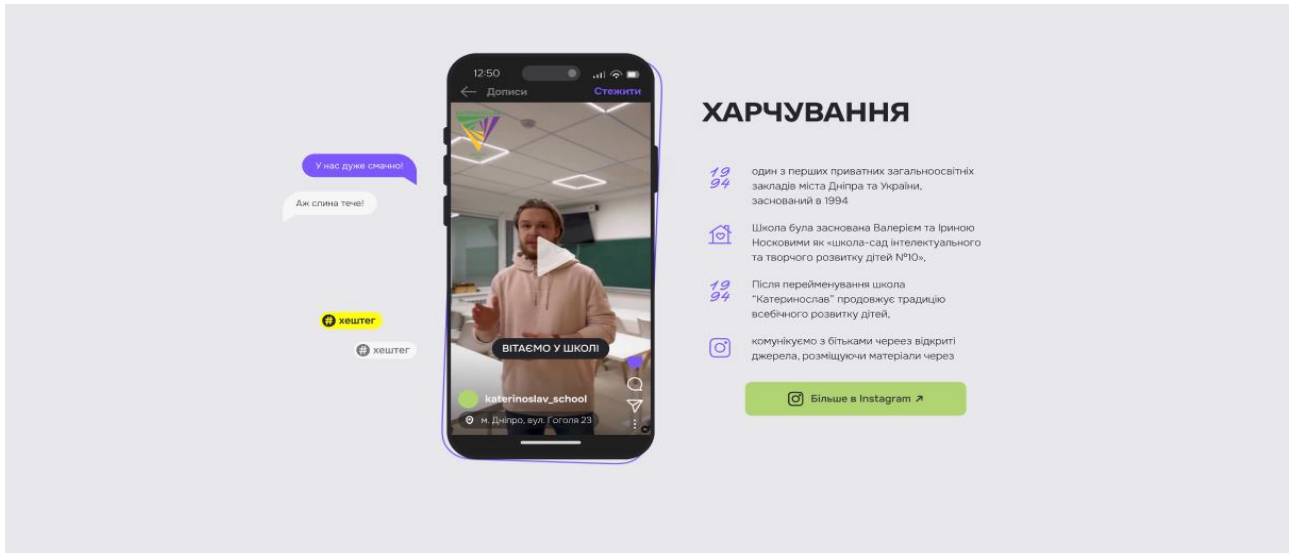 12:50
Дописи
Стежити
У нас дуже смачно!
Аж слина тече!
# хештег
# хештег
ВІТАЄМО У ШКОЛІ
katerinoslav_school
м. Дніпро, вул. Гоголя 23
ХАРЧУВАННЯ
19
94
один з перших приватних загальноосвітніх
закладів міста Дніпра та України,
заснований в 1994
Школа була заснована Валерієм та Іриною
Носковими як «школа-сад інтелектуального
та творчого розвитку дітей №10»,
19
94
Після перейменування школа
“Катеринослав” продовжує традицію
всебічного розвитку дітей,
комунікуємо з бітьками череез відкриті
джерела, розміщуючи матеріали через
Більше в Instagram ↗